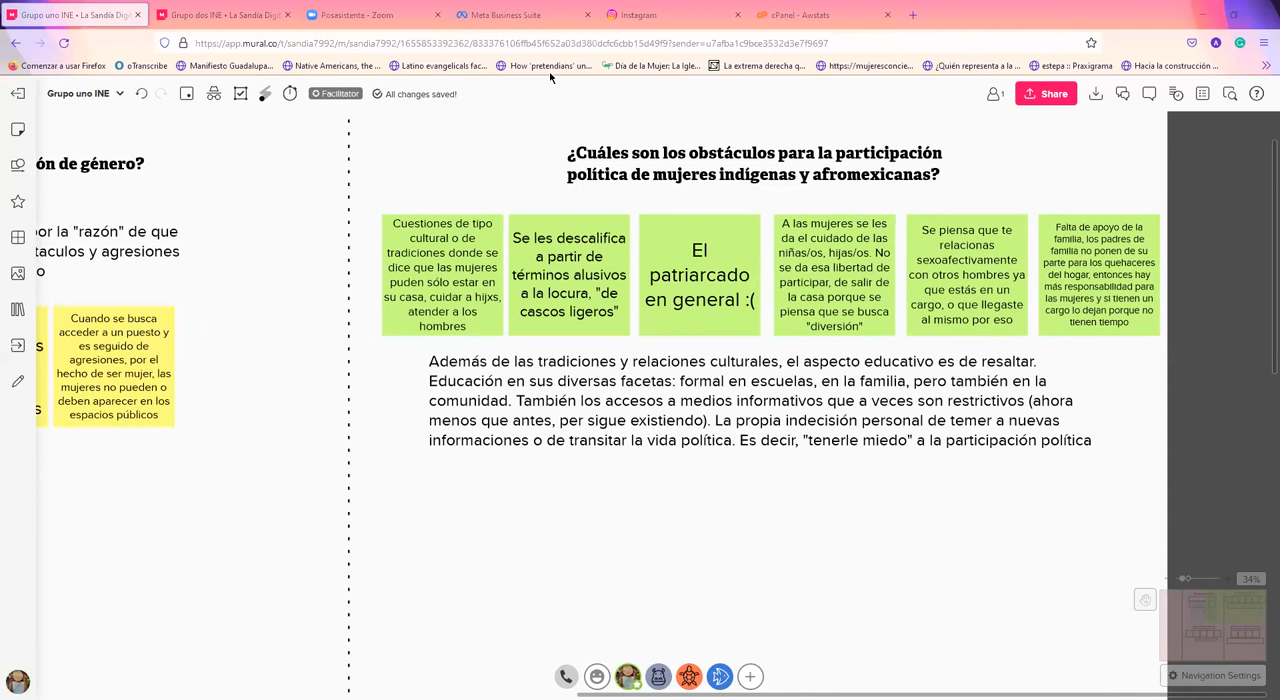 Grupo uno INE • La Sandía Digit
Grupo dos INE • La Sandía Digit
Posasistente - Zoom
Meta Business Suite
Instagram
cPanel - Awstats
https://app.mural.co/t/sandia7992/m/sandia7992/1655853392362/833376106ffb45f652a03d380dcfc6cbb15d49f9?sender=u7afba1c9bce3532d3e7f9697
Comenzar a usar Firefox
oTranscribe
Manifiesto Guadalupa...
Native Americans, the ...
Latino evangelicals fac...
How 'pretendians' un...
Día de la Mujer: La Igle...
La extrema derecha q...
https://mujeresconcie...
¿Quién representa a la ...
estepa :: Praxigrama
Hacia la construcción ...
Grupo uno INE
Facilitator
All changes saved!
1
Share
ón de género?
por la "razón" de que
taculos y agresiones
o
s
s
Cuando se busca
acceder a un puesto y
es seguido de
agresiones, por el
hecho de ser mujer, las
mujeres no pueden o
deben aparecer en los
espacios públicos
¿Cuáles son los obstáculos para la participación
política de mujeres indígenas y afromexicanas?
Cuestiones de tipo
cultural o de
tradiciones donde se
dice que las mujeres
puden sólo estar en
su casa, cuidar a hijxs,
atender a los
hombres
Se les descalifica
a partir de
términos alusivos
a la locura, "de
cascos ligeros"
El
patriarcado
en general :(
A las mujeres se les
da el cuidado de las
niñas/os, hijas/os. No
se da esa libertad de
participar, de salir de
la casa porque se
piensa que se busca
"diversión"
Se piensa que te
relacionas
sexoafectivamente
con otros hombres ya
que estás en un
cargo, o que llegaste
al mismo por eso
Falta de apoyo de la
familia, los padres de
familia no ponen de su
parte para los quehaceres
del hogar, entonces hay
más responsabilidad para
las mujeres y si tienen un
cargo lo dejan porque no
tienen tiempo
Además de las tradiciones y relaciones culturales, el aspecto educativo es de resaltar.
Educación en sus diversas facetas: formal en escuelas, en la familia, pero también en la
comunidad. También los accesos a medios informativos que a veces son restrictivos (ahora
menos que antes, per sigue existiendo). La propia indecisión personal de temer a nuevas
informaciones o de transitar la vida política. Es decir, "tenerle miedo" a la participación política
34%
Navigation Settings